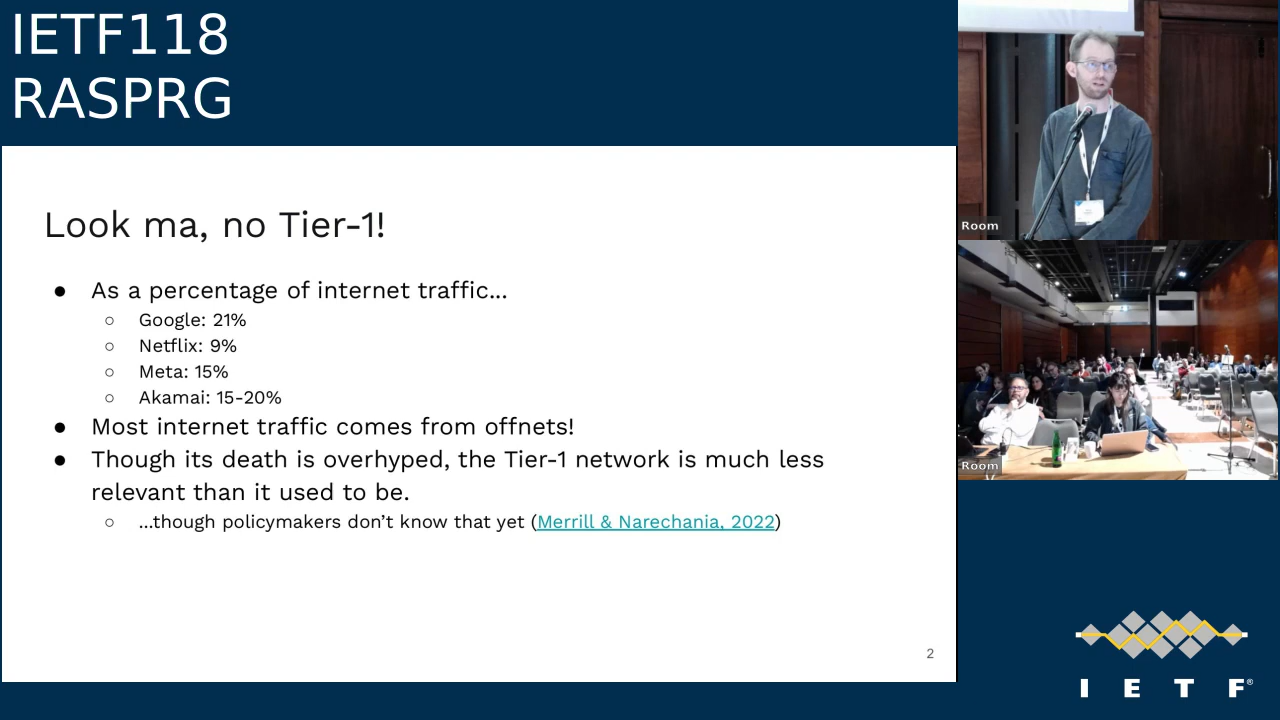 IETF118
RASPRG
Look ma, no Tier-1!
● As a percentage of internet traffic...
○ Google: 21%
○ Netflix: 9%
○ Meta: 15%
○ Akamai: 15-20%
● Most internet traffic comes from offnets!
● Though its death is overhyped, the Tier-1 network is much less
relevant than it used to be.
○ ...though policymakers don’t know that yet (Merrill & Narechania, 2022)
2
Room
Room
IETF®